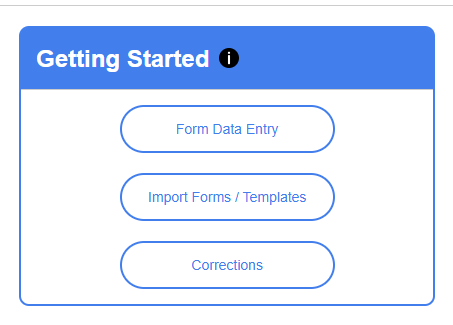 Getting Started i
Form Data Entry
Import Forms / Templates
Corrections